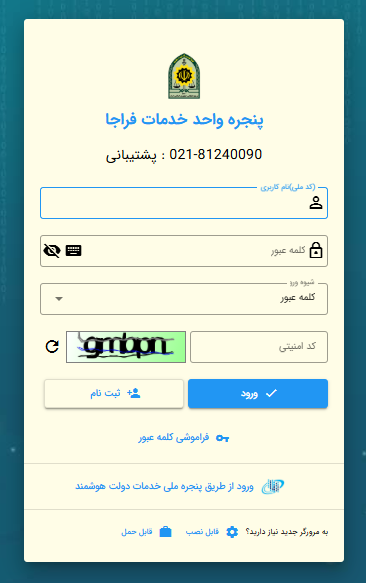 پنجره واحد خدمات فراجا
021-81240090 : پشتیبانی
(کد ملی)نام کاربری
کلمه عبور
شیوه ورود
کلمه عبور
کد امنیتی
gmbpn
ورود
ثبت نام
فراموشی کلمه عبور
ورود از طریق پنجره ملی خدمات دولت هوشمند
به مرورگر جدید نیاز دارید؟ قابل نصب قابل حمل